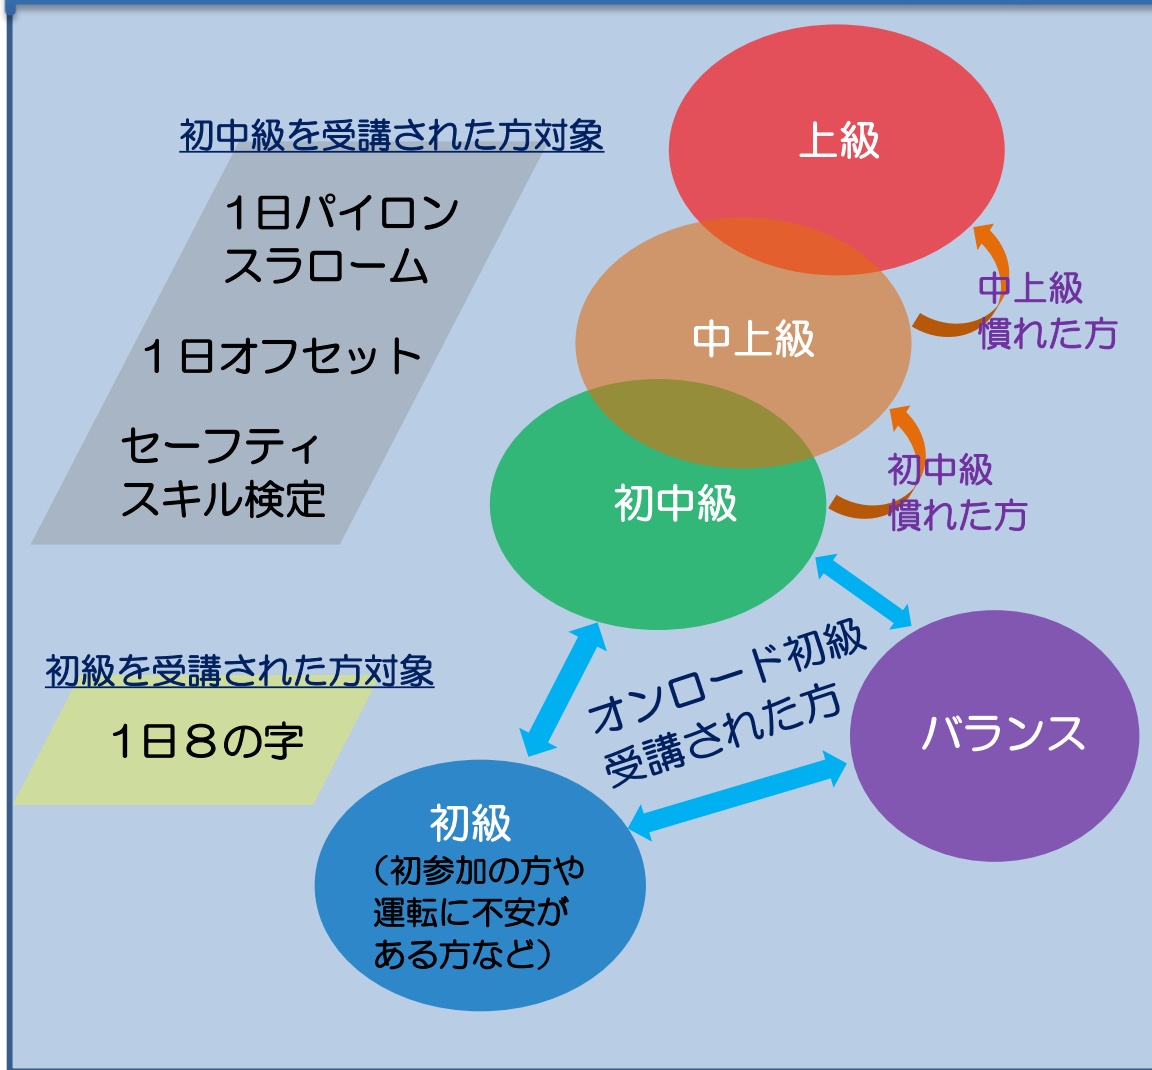 上級
初中級を受講された方対象
1日パイロン
スラローム
1日オフセット
セーフティ
スキル検定
中上級
中上級
慣れた方
初中級
初中級
慣れた方
オンロード初級
受講された方
バランス
初級を受講された方対象
1日8の字
初級
（初参加の方や
運転に不安が
ある方など）